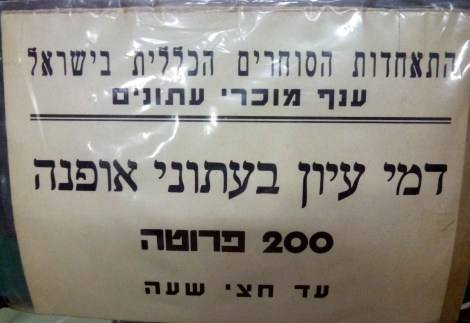 התאחדות הסוחרים הכללית בישראל
ענף מוכרי עתונים
דמי עיון בעתוני אופנה
200 פרוטה
עד חצי שעה